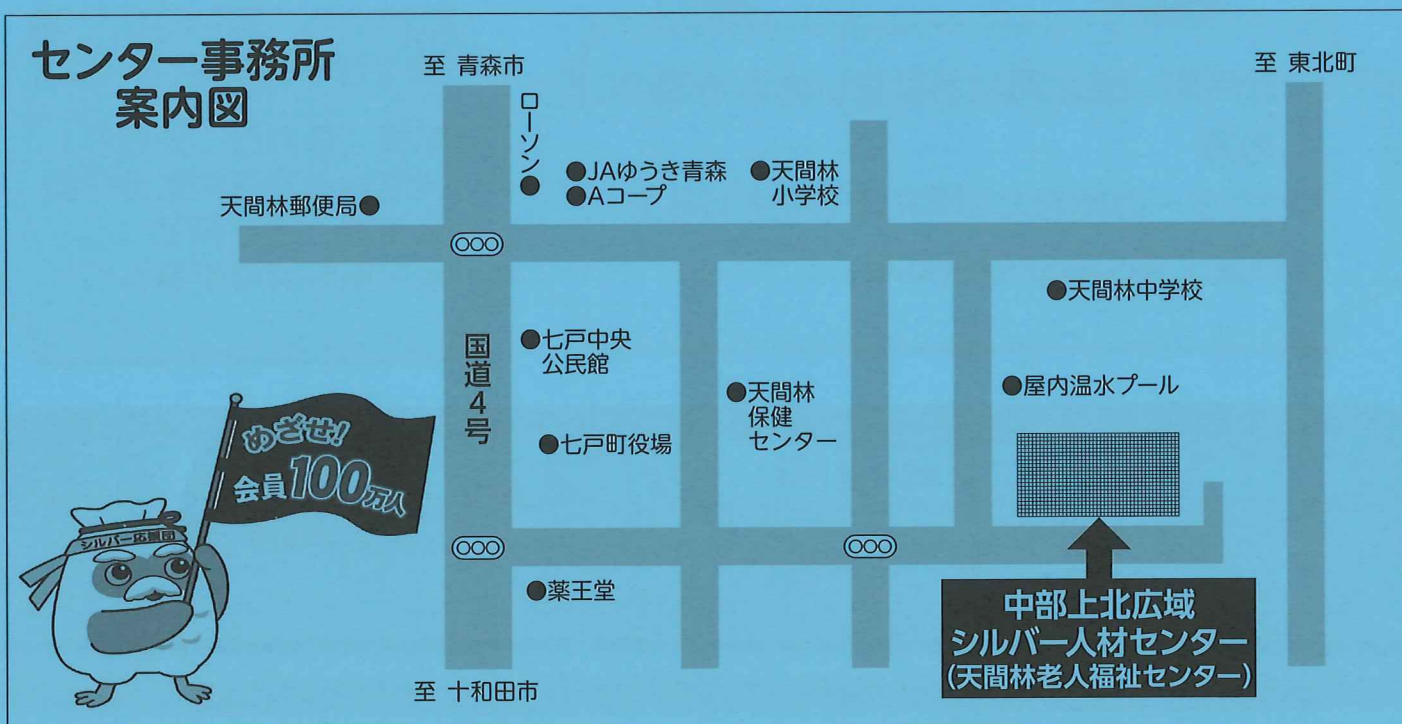 センター事務所
案内図
至 青森市
至 東北町
ローソン●
●JAゆうき青森
●Aコープ
●天間林
小学校
天間林郵便局●
●天間林中学校
国道4号
●七戸中央
公民館
●天間林
保健
センター
●屋内温水プール
●七戸町役場
めざせ!
会員100万人
シルバー応援団
●薬王堂
中部上北広域
シルバー人材センター
(天間林老人福祉センター)
至 十和田市